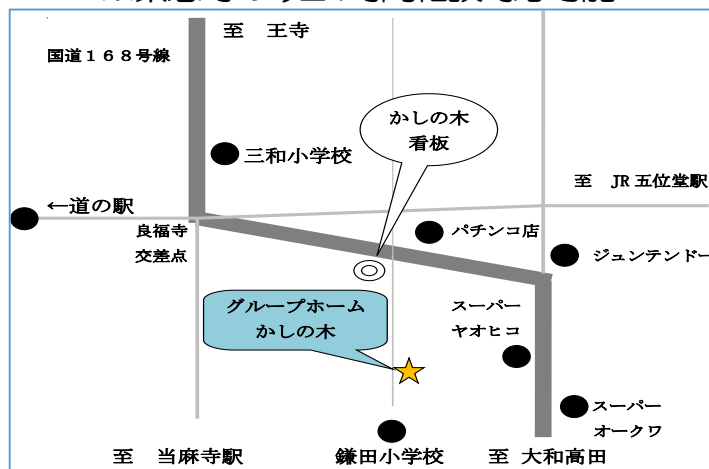 至　王寺
国道１６８号線
かしの木
看板
三和小学校
至　JR五位堂駅
←道の駅
良福寺
交差点
パチンコ店
ジュンテンドー
グループホーム
かしの木
スーパー
ヤオヒコ
スーパー
オークワ
至　当麻寺駅
鎌田小学校
至　大和高田